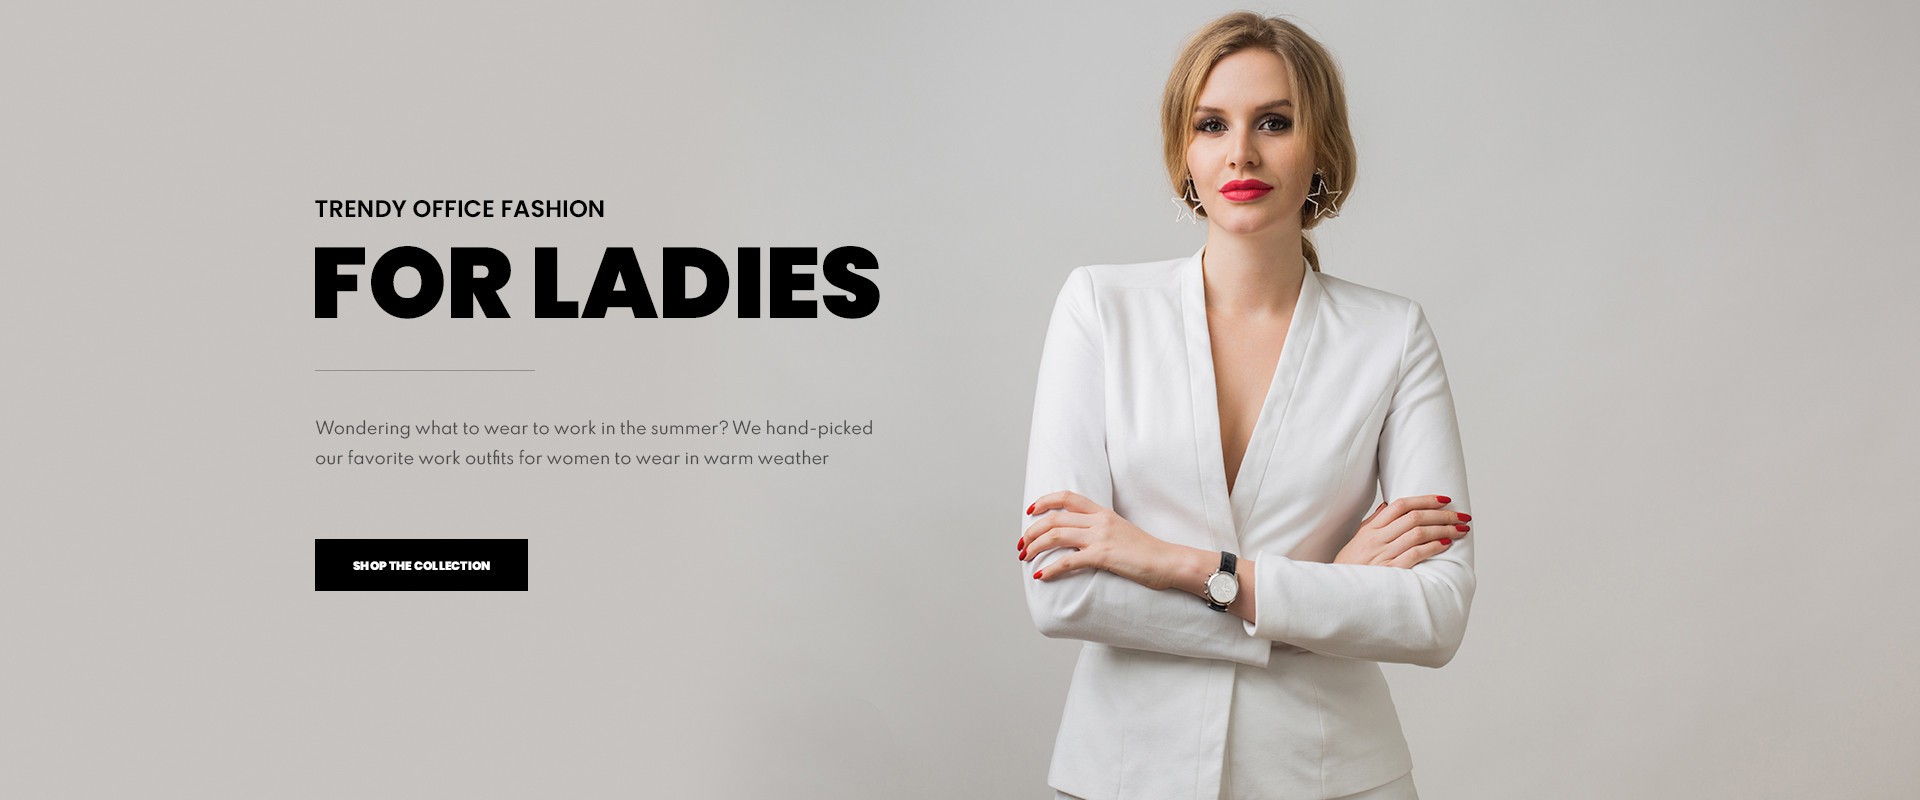 TRENDY OFFICE FASHION
FOR LADIES
Wondering what to wear to work in the summer? We hand-picked
our favorite work outfits for women to wear in warm weather
SHOP THE COLLECTION